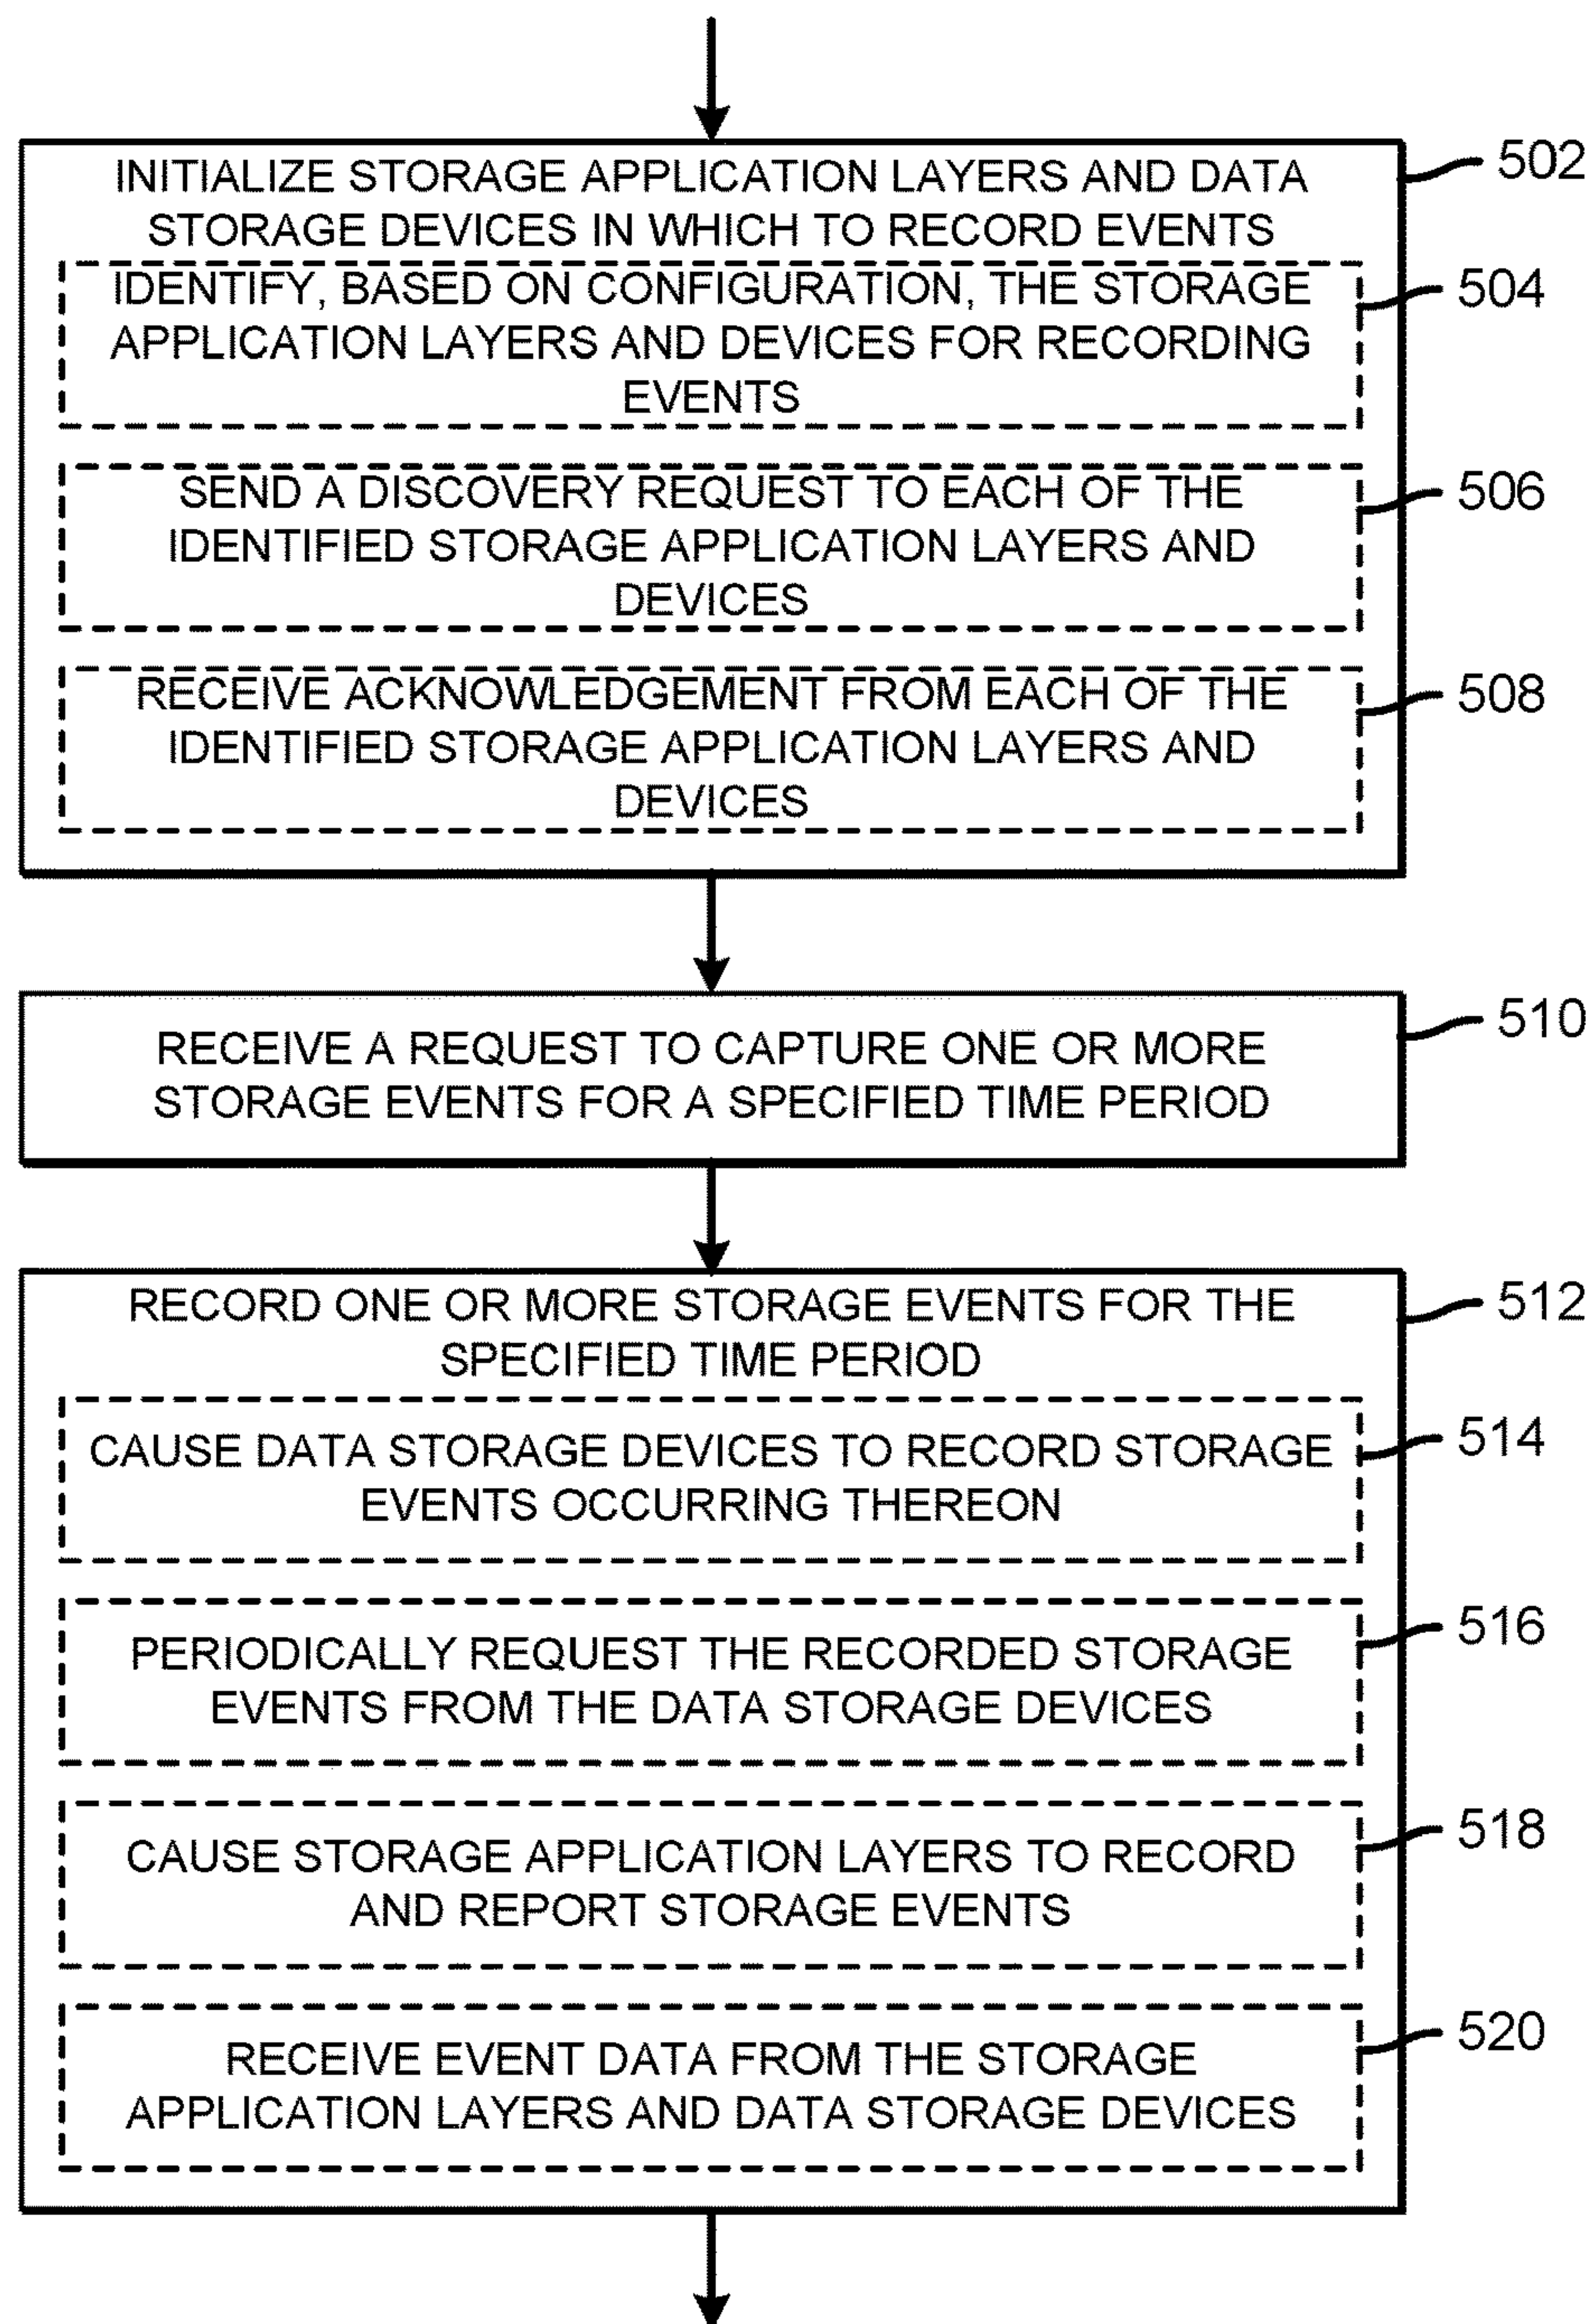 INITIALIZE STORAGE APPLICATION LAYERS AND DATA
STORAGE DEVICES IN WHICH TO RECORD EVENTS
502
IDENTIFY, BASED ON CONFIGURATION, THE STORAGE
APPLICATION LAYERS AND DEVICES FOR RECORDING
EVENTS
504
SEND A DISCOVERY REQUEST TO EACH OF THE
IDENTIFIED STORAGE APPLICATION LAYERS AND
DEVICES
506
RECEIVE ACKNOWLEDGEMENT FROM EACH OF THE
IDENTIFIED STORAGE APPLICATION LAYERS AND
DEVICES
508
RECEIVE A REQUEST TO CAPTURE ONE OR MORE
STORAGE EVENTS FOR A SPECIFIED TIME PERIOD
510
RECORD ONE OR MORE STORAGE EVENTS FOR THE
SPECIFIED TIME PERIOD
512
CAUSE DATA STORAGE DEVICES TO RECORD STORAGE
EVENTS OCCURRING THEREON
514
PERIODICALLY REQUEST THE RECORDED STORAGE
EVENTS FROM THE DATA STORAGE DEVICES
516
CAUSE STORAGE APPLICATION LAYERS TO RECORD
AND REPORT STORAGE EVENTS
518
RECEIVE EVENT DATA FROM THE STORAGE
APPLICATION LAYERS AND DATA STORAGE DEVICES
520